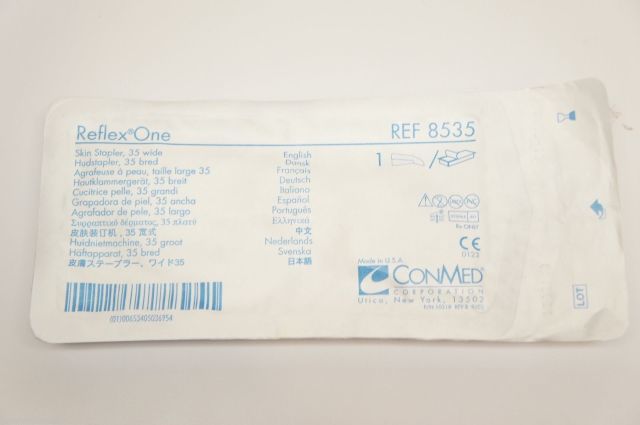 Reflex®One
REF 8535
Skin Stapler, 35 wide English
Hudstapler, 35 bred Dansk
Agrafeuse à peau, taille large 35 Français
Hautklammergerät, 35 breit Deutsch
Cucitrice pelle, 35 grandi Italiano
Grapadora de piel, 35 ancha Español
Agrafador de pele, 35 largo Português
Συρραπτικό δέρματος, 35 πλατύ Ελληνικά
皮肤装订机, 35 宽式 中文
Huidnietmachine, 35 groot Nederlands
Häftapparat, 35 bred Svenska
皮膚ステープラー、ワイド35 日本語
1 /
Rx ONLY
CE
0123
Made in U.S.A.
CONMED®
CORPORATION
Utica, New York, 13502
(01)00653405036954
LOT